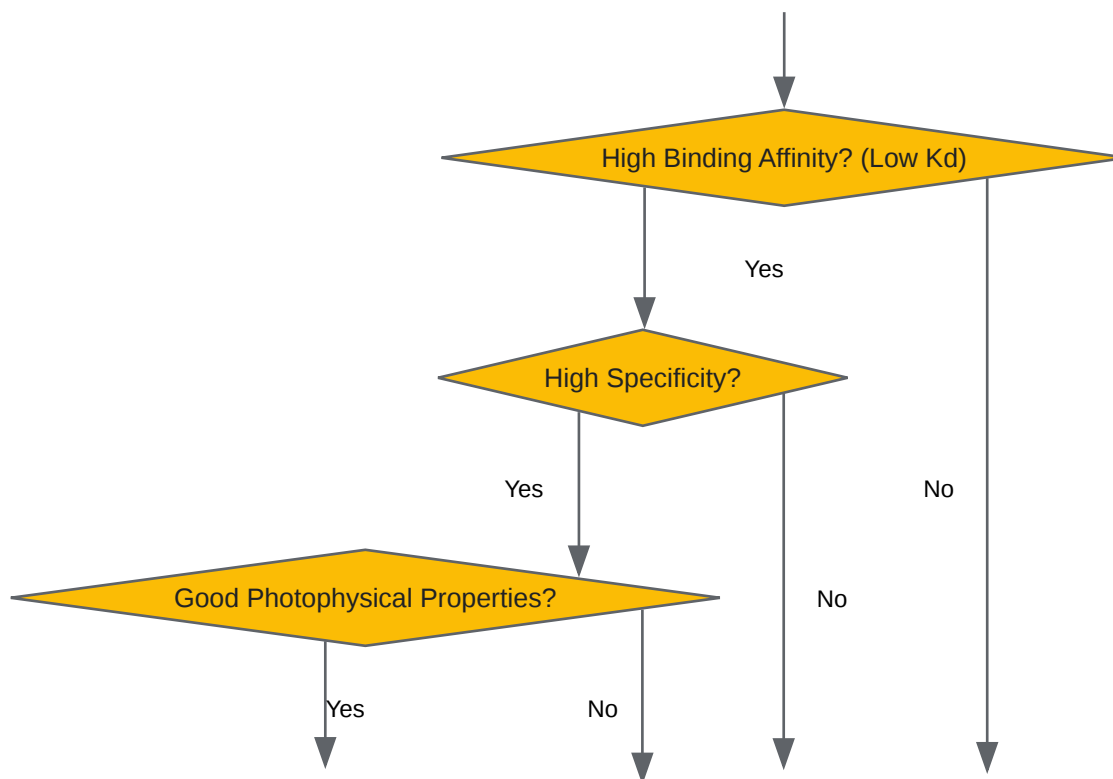 High Binding Affinity? (Low Kd)
Yes
High Specificity?
Yes
No
Good Photophysical Properties?
No
Yes
No